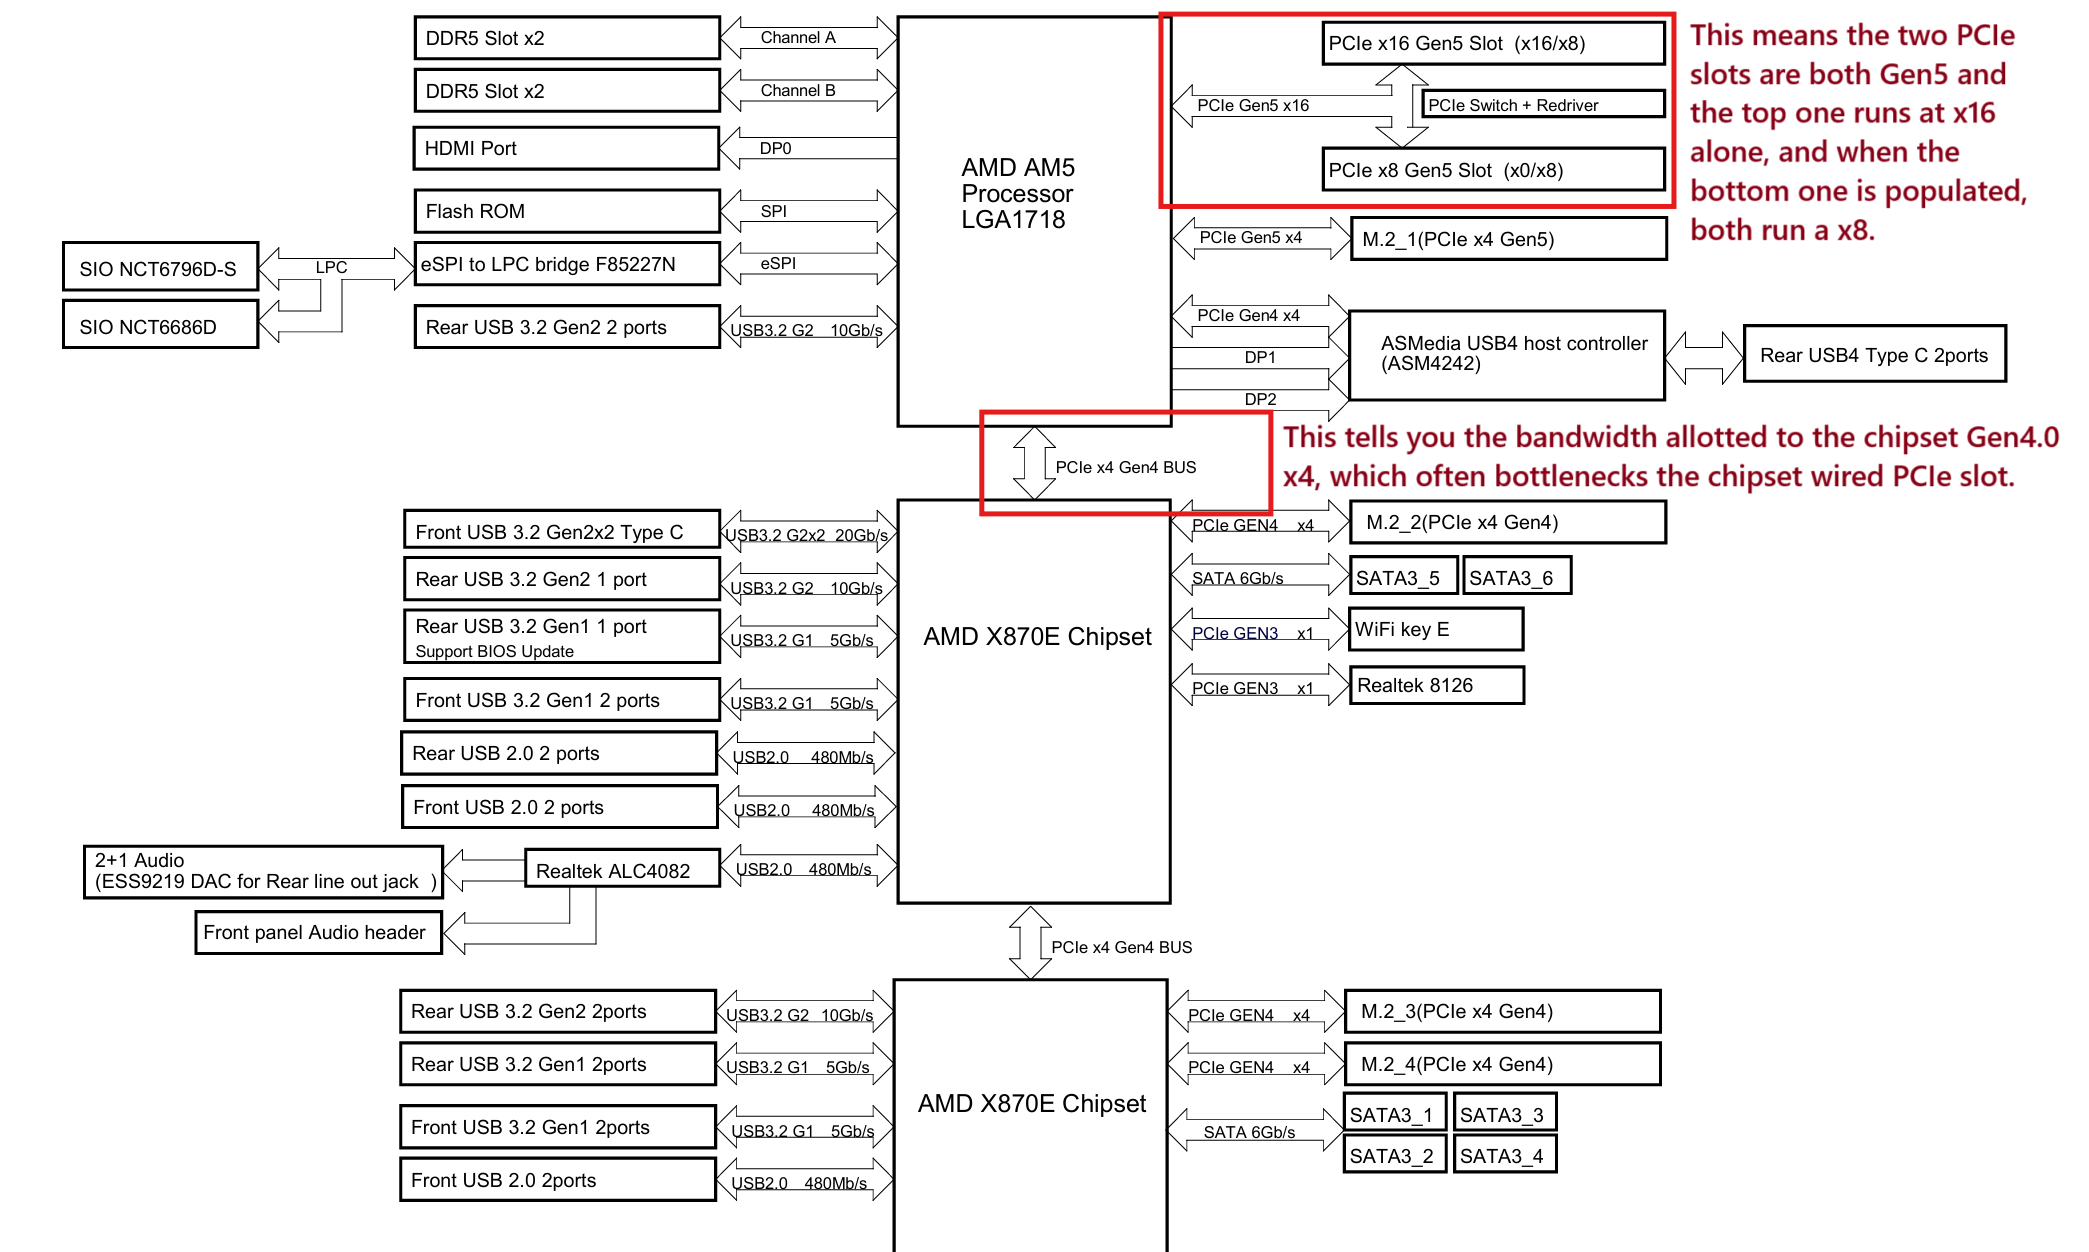 DDR5 Slot x2
Channel A
DDR5 Slot x2
Channel B
HDMI Port
DP0
Flash ROM
SPI
SIO NCT6796D-S
LPC
eSPI to LPC bridge F85227N
eSPI
SIO NCT6686D
Rear USB 3.2 Gen2 2 ports
USB3.2 G2 10Gb/s
AMD AM5
Processor
LGA1718
PCIe x16 Gen5 Slot (x16/x8)
PCIe Gen5 x16
PCIe Switch + Redriver
PCIe x8 Gen5 Slot (x0/x8)
This means the two PCIe
slots are both Gen5 and
the top one runs at x16
alone, and when the
bottom one is populated,
both run a x8.
PCIe Gen5 x4
M.2_1(PCIe x4 Gen5)
PCIe Gen4 x4
DP1
DP2
ASMedia USB4 host controller
(ASM4242)
Rear USB4 Type C 2ports
PCIe x4 Gen4 BUS
This tells you the bandwidth allotted to the chipset Gen4.0
x4, which often bottlenecks the chipset wired PCIe slot.
Front USB 3.2 Gen2x2 Type C
USB3.2 G2x2 20Gb/s
Rear USB 3.2 Gen2 1 port
USB3.2 G2 10Gb/s
Rear USB 3.2 Gen1 1 port
Support BIOS Update
USB3.2 G1 5Gb/s
Front USB 3.2 Gen1 2 ports
USB3.2 G1 5Gb/s
Rear USB 2.0 2 ports
USB2.0 480Mb/s
Front USB 2.0 2 ports
USB2.0 480Mb/s
2+1 Audio
(ESS9219 DAC for Rear line out jack )
Realtek ALC4082
USB2.0 480Mb/s
Front panel Audio header
AMD X870E Chipset
PCIe GEN4 x4
M.2_2(PCIe x4 Gen4)
SATA 6Gb/s
SATA3_5
SATA3_6
PCIe GEN3 x1
WiFi key E
PCIe GEN3 x1
Realtek 8126
PCIe x4 Gen4 BUS
Rear USB 3.2 Gen2 2ports
USB3.2 G2 10Gb/s
Rear USB 3.2 Gen1 2ports
USB3.2 G1 5Gb/s
Front USB 3.2 Gen1 2ports
USB3.2 G1 5Gb/s
Front USB 2.0 2ports
USB2.0 480Mb/s
AMD X870E Chipset
PCIe GEN4 x4
M.2_3(PCIe x4 Gen4)
PCIe GEN4 x4
M.2_4(PCIe x4 Gen4)
SATA 6Gb/s
SATA3_1
SATA3_3
SATA3_2
SATA3_4